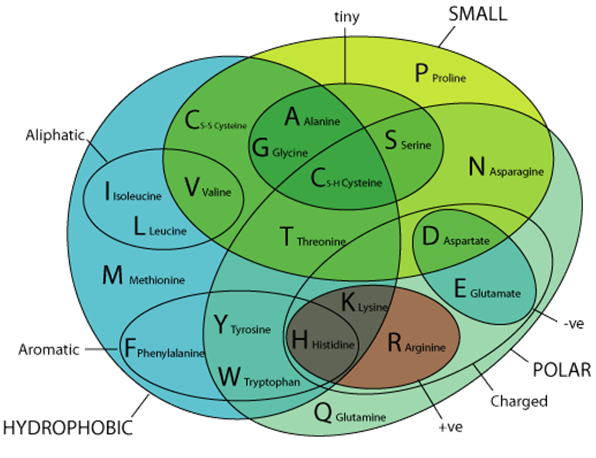 SMALL
tiny
P Proline
C S-S Cysteine
A Alanine
S Serine
Aliphatic
G Glycine
N Asparagine
I Isoleucine
V Valine
C S-H Cysteine
L Leucine
T Threonine
D Aspartate
M Methionine
E Glutamate
K Lysine
Y Tyrosine
-ve
Aromatic
F Phenylalanine
H Histidine
R Arginine
POLAR
W Tryptophan
Charged
Q Glutamine
HYDROPHOBIC
+ve